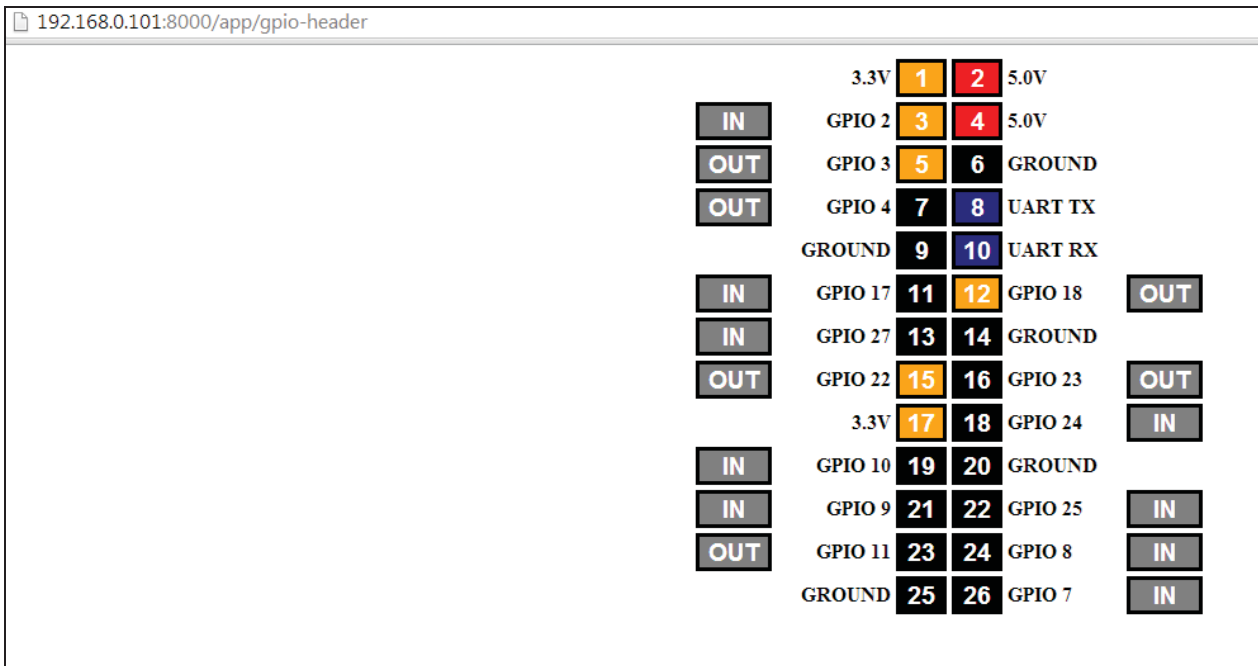 192.168.0.101:8000/app/gpio-header
3.3V 1 2 5.0V
IN GPIO 2 3 4 5.0V
OUT GPIO 3 5 6 GROUND
OUT GPIO 4 7 8 UART TX
GROUND 9 10 UART RX
IN GPIO 17 11 12 GPIO 18 OUT
IN GPIO 27 13 14 GROUND
OUT GPIO 22 15 16 GPIO 23 OUT
3.3V 17 18 GPIO 24 IN
IN GPIO 10 19 20 GROUND
IN GPIO 9 21 22 GPIO 25 IN
OUT GPIO 11 23 24 GPIO 8 IN
GROUND 25 26 GPIO 7 IN